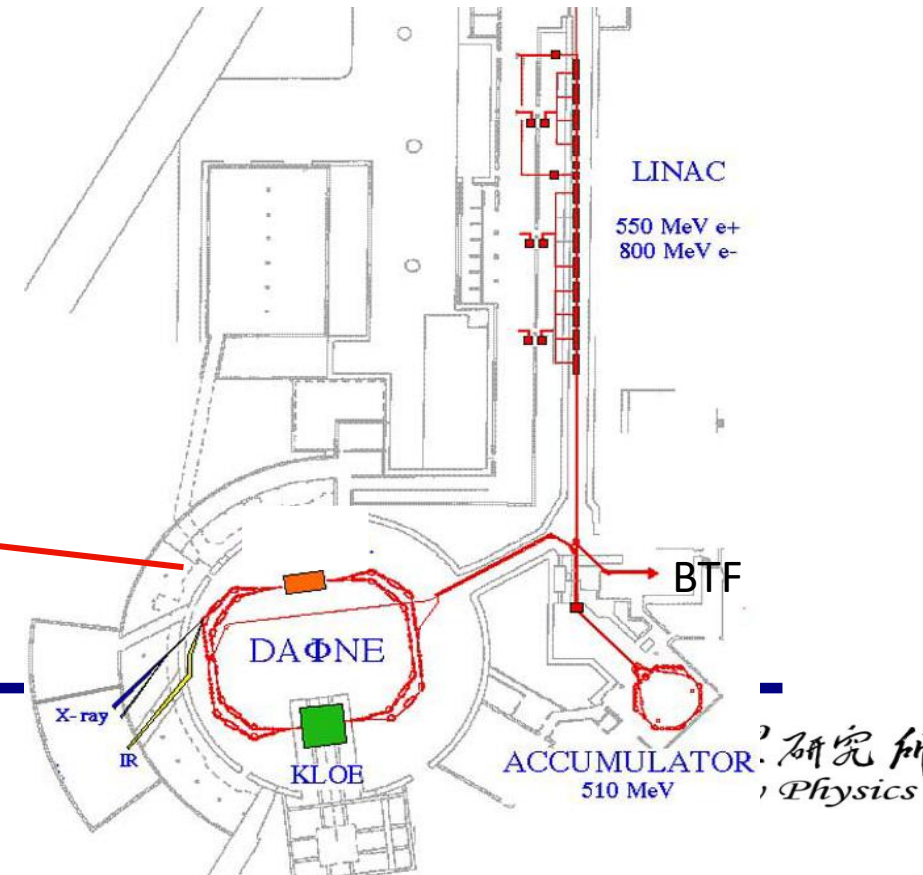 LINAC
550 MeV e+
800 MeV e-
BTF
DAΦNE
X- ray
IR
KLOE
ACCUMULATOR
510 MeV
研究
Physics